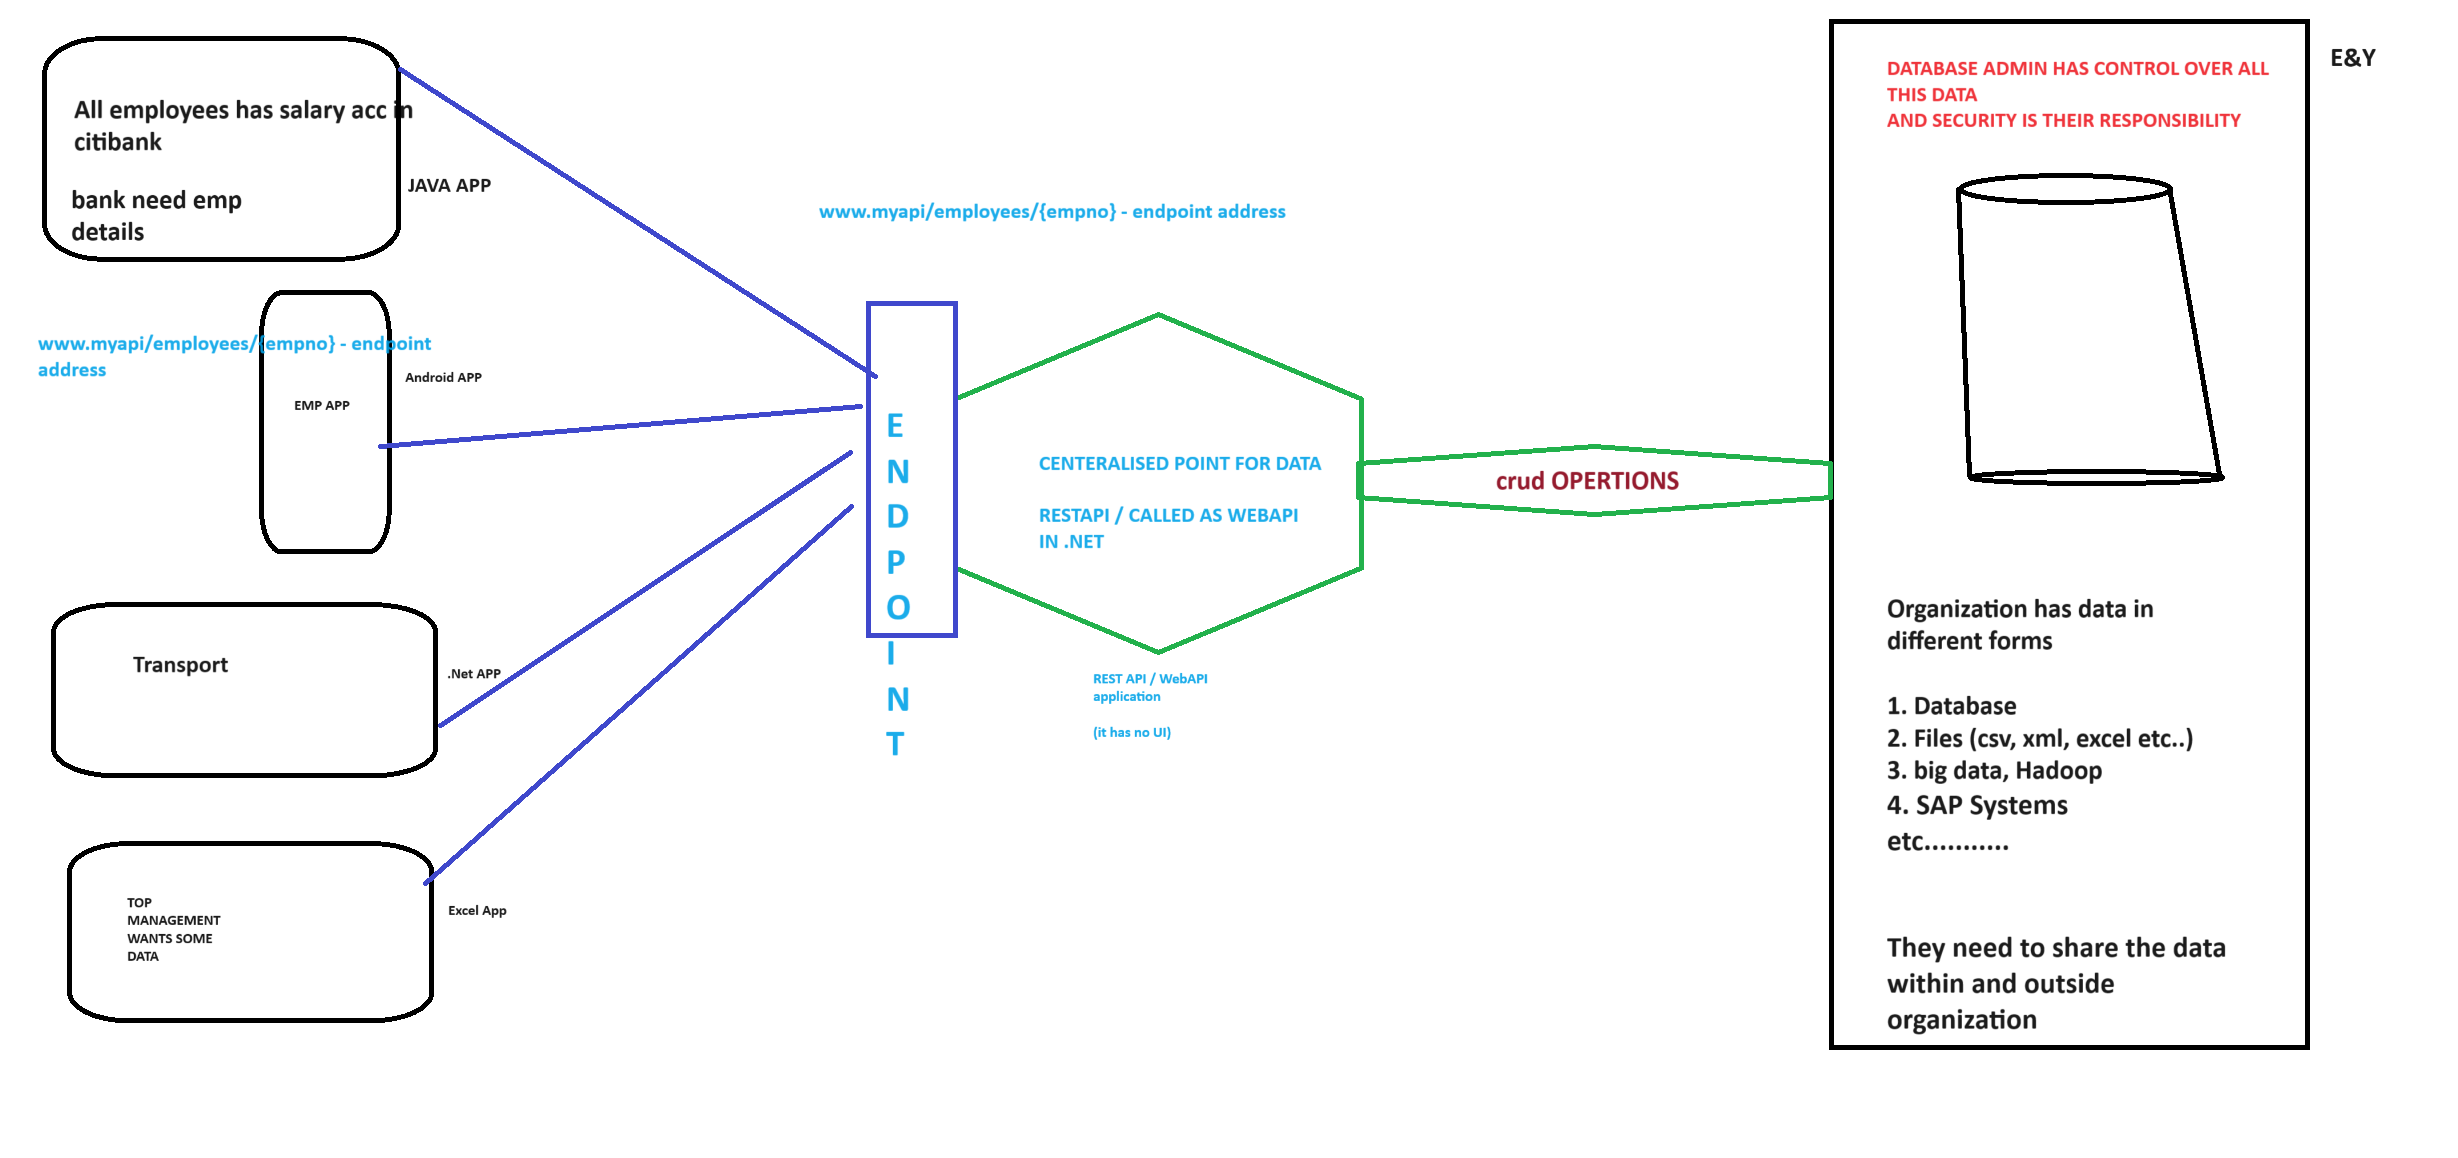 All employees has salary acc in
citibank
bank need emp
details
JAVA APP
www.myapi/employees/{empno} - endpoint
address
Android APP
EMP APP
Transport
.Net APP
TOP
MANAGEMENT
WANTS SOME
DATA
Excel App
www.myapi/employees/{empno} - endpoint address
E
N
D
P
O
I
N
T
CENTERALISED POINT FOR DATA
RESTAPI / CALLED AS WEBAPI
IN .NET
REST API / WebAPI
application
(it has no UI)
crud OPERTIONS
E&Y
DATABASE ADMIN HAS CONTROL OVER ALL
THIS DATA
AND SECURITY IS THEIR RESPONSIBILITY
Organization has data in
different forms
1. Database
2. Files (csv, xml, excel etc..)
3. big data, Hadoop
4. SAP Systems
etc...........
They need to share the data
within and outside
organization